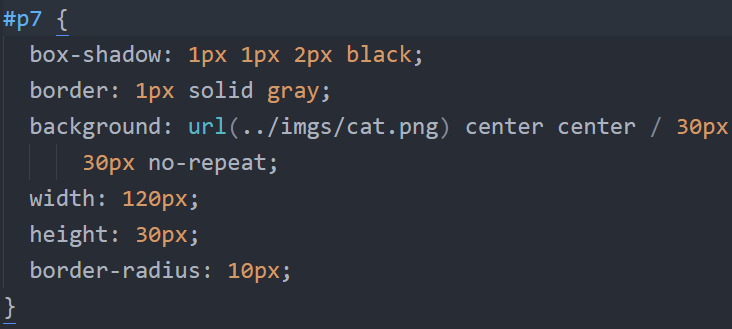 #p7 {
box-shadow: 1px 1px 2px black;
border: 1px solid gray;
background: url(../imgs/cat.png) center center / 30px
30px no-repeat;
width: 120px;
height: 30px;
border-radius: 10px;
}